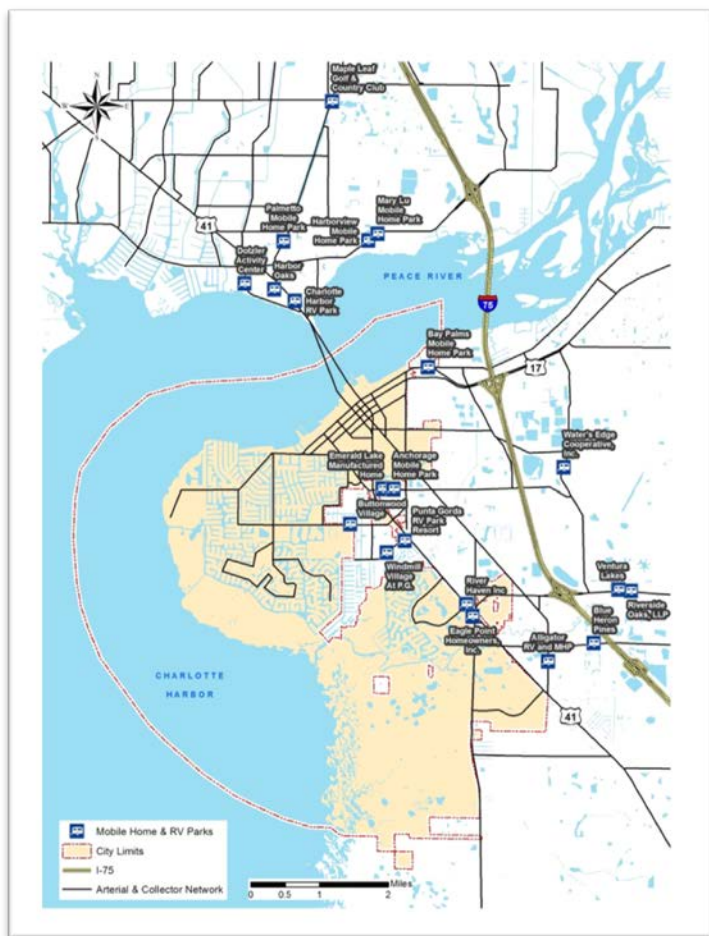 Maple Leaf
Golf &
Country Club
N
W
E
S
41
Palmetto
Mobile
Home Park
Harborview
Mobile
Home Park
Mary Lu
Mobile
Home Park
Dotzler
Activity
Center
Harbor
Oaks
Charlotte
Harbor
RV Park
PEACE RIVER
75
Bay Palms
Mobile
Home Park
17
Water's Edge
Cooperative,
Inc.
Emerald Lake
Manufactured
Home
Anchorage
Mobile
Home Park
Buttonwood
Village
Punta Gorda
RV Park
Resort
Windmill
Village
At P.G.
River
Haven Inc
Ventura
Lakes
Riverside
Oaks, LLP
Blue
Heron
Pines
Eagle Point
Homeowners,
Inc.
Alligator
RV and MHP
CHARLOTTE
HARBOR
41
Mobile Home & RV Parks
City Limits
I-75
Arterial & Collector Network
Miles
0 0.5 1 2